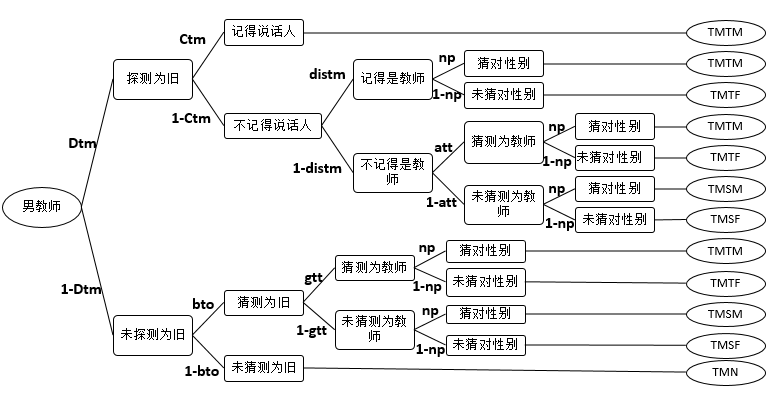 Ctm
记得说话人
TMTM
探测为旧
distm
记得是教师
np
猜对性别
TMTM
1-np
未猜对性别
TMTF
1-Ctm
不记得说话人
Dtm
1-distm
不记得是教
师
att
猜测为教师
np
猜对性别
TMTM
1-np
未猜对性别
TMTF
1-att
未猜测为教
师
np
猜对性别
TMSM
1-np
未猜对性别
TMSF
男教师
1-Dtm
未探测为旧
bto
猜测为旧
gtt
猜测为教师
np
猜对性别
TMTM
1-np
未猜对性别
TMTF
1-gtt
未猜测为教
师
np
猜对性别
TMSM
1-np
未猜对性别
TMSF
1-bto
未猜测为旧
TMN